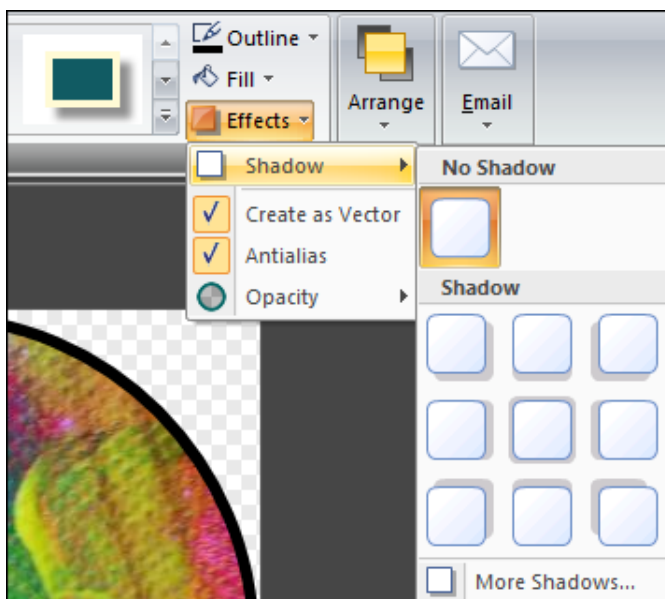 Outline
Fill
Effects
Arrange
Email
Shadow
Create as Vector
Antialias
Opacity
No Shadow
Shadow
More Shadows...